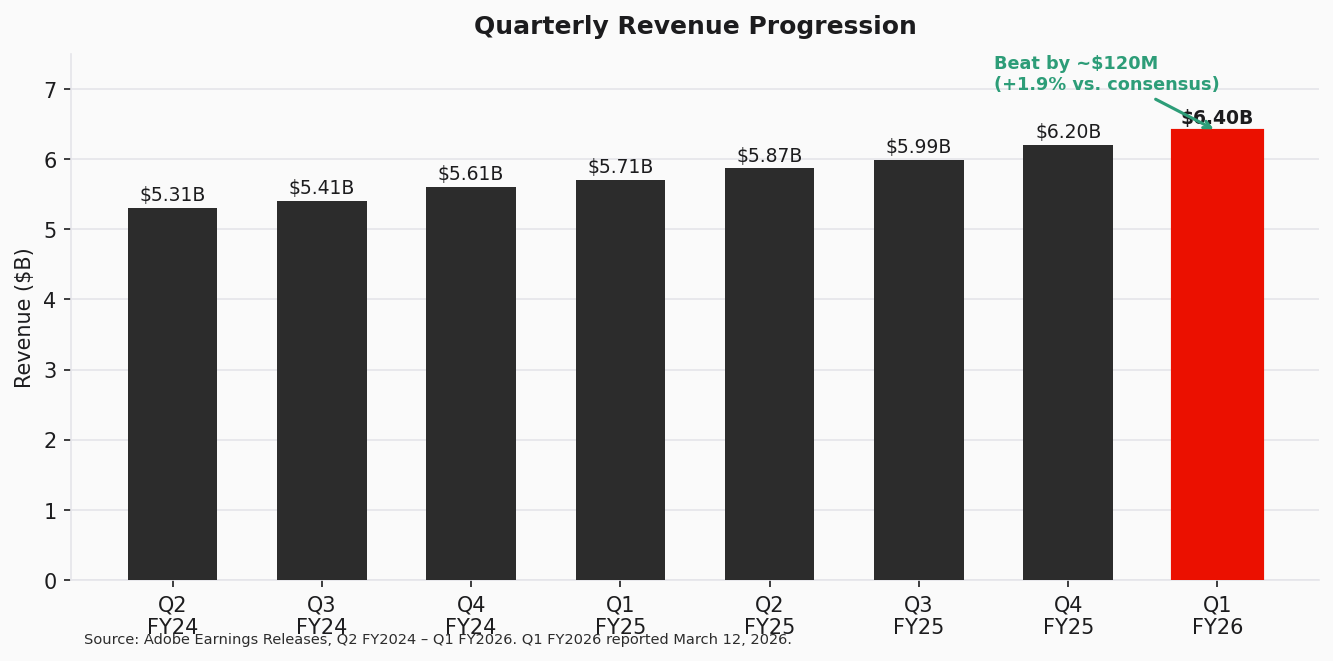 Quarterly Revenue Progression
Beat by ~$120M
(+1.9% vs. consensus)
$5.31B
$5.41B
$5.61B
$5.71B
$5.87B
$5.99B
$6.20B
$6.40B
Revenue ($B)
7
6
5
4
3
2
1
0
Q2
FY24
Q3
FY24
Q4
FY24
Q1
FY25
Q2
FY25
Q3
FY25
Q4
FY25
Q1
FY26
Source: Adobe Earnings Releases, Q2 FY2024 – Q1 FY2026. Q1 FY2026 reported March 12, 2026.